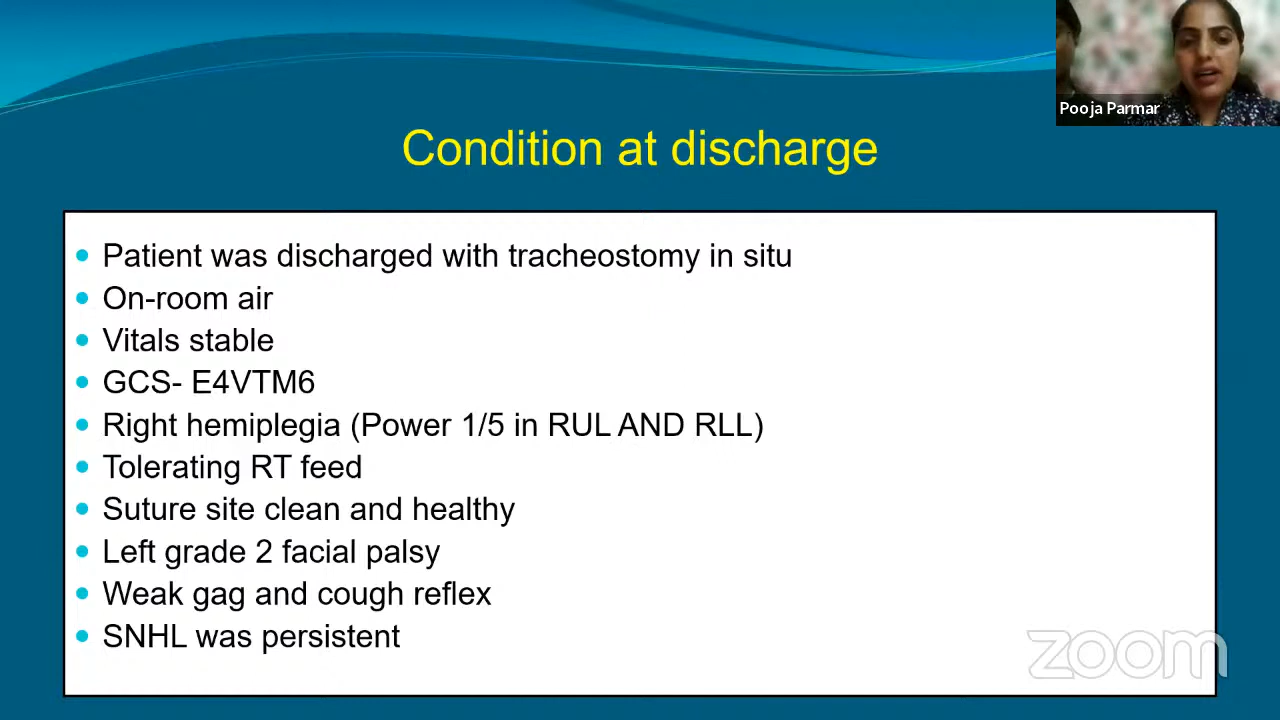 Pooja Parmar
Condition at discharge
Patient was discharged with tracheostomy in situ
On-room air
Vitals stable
GCS- E4VTM6
Right hemiplegia (Power 1/5 in RUL AND RLL)
Tolerating RT feed
Suture site clean and healthy
Left grade 2 facial palsy
Weak gag and cough reflex
SNHL was persistent
zoom